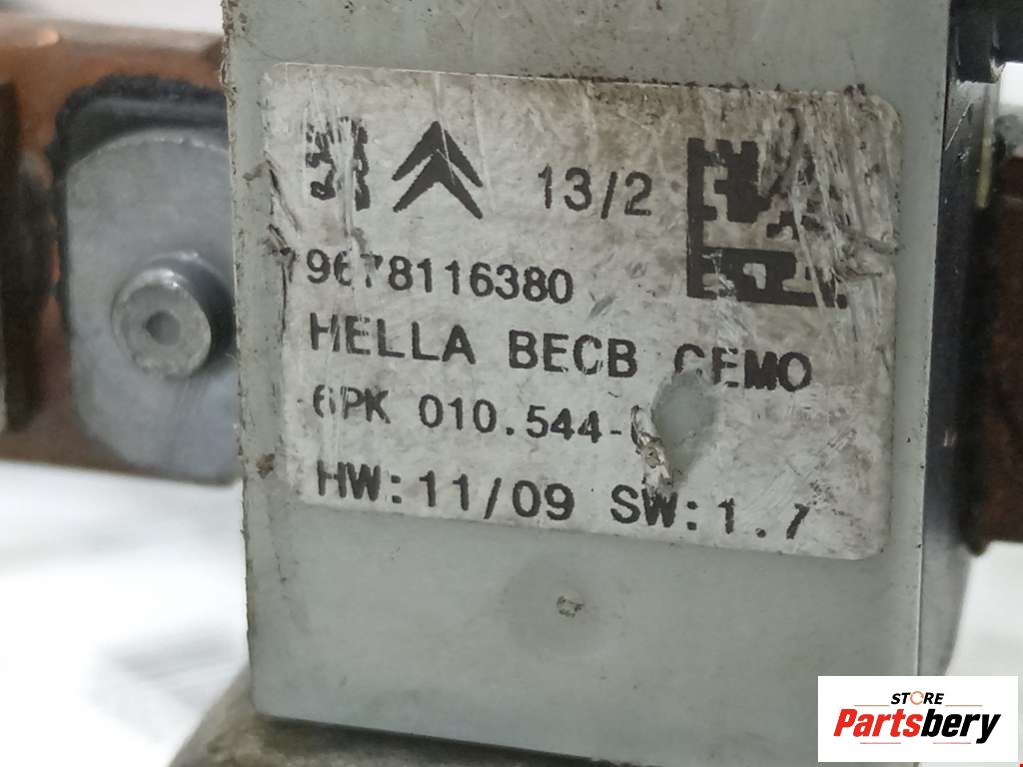 13/2
9678116380
HELLA BECB CEMO
6PK 010.544-
HW:11/09 SW:1.7
STORE
Partsbery